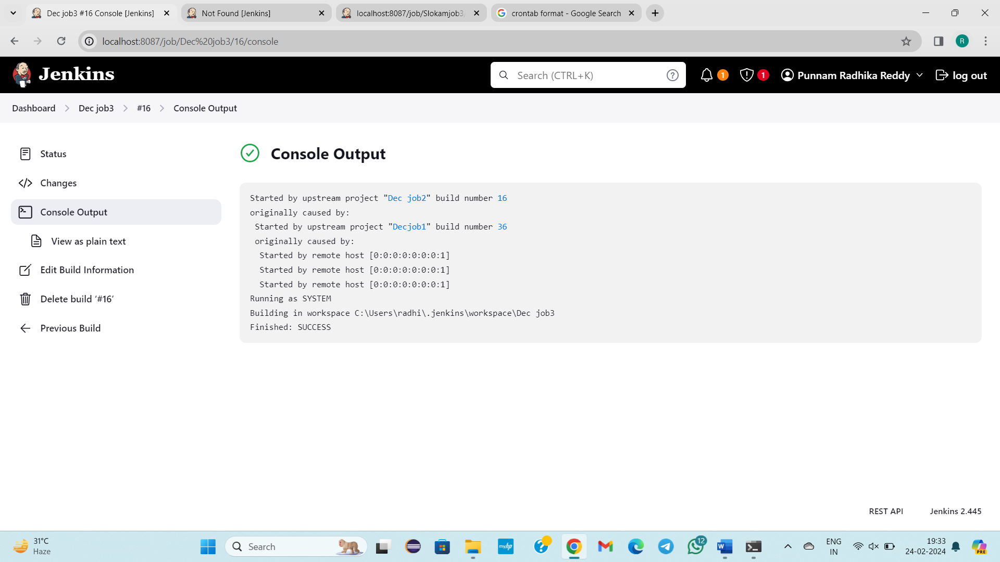 Dec job3 #16 Console [Jenkins]
Not Found [Jenkins]
localhost:8087/job/Slokamjob3/
crontab format - Google Search
localhost:8087/job/Dec%20job3/16/console
R
Jenkins
Search (CTRL+K)
1
1
Punnam Radhika Reddy
log out
Dashboard
Dec job3
#16
Console Output
Status
Changes
Console Output
View as plain text
Edit Build Information
Delete build ‘#16’
Previous Build
Console Output
Started by upstream project "Dec job2" build number 16
originally caused by:
Started by upstream project "Decjob1" build number 36
originally caused by:
Started by remote host [0:0:0:0:0:0:0:1]
Started by remote host [0:0:0:0:0:0:0:1]
Started by remote host [0:0:0:0:0:0:0:1]
Running as SYSTEM
Building in workspace C:\Users\radhi\.jenkins\workspace\Dec job3
Finished: SUCCESS
REST API
Jenkins 2.445
31°C
Haze
Search
myhp
12
W
ENG
IN
19:33
24-02-2024
PRE